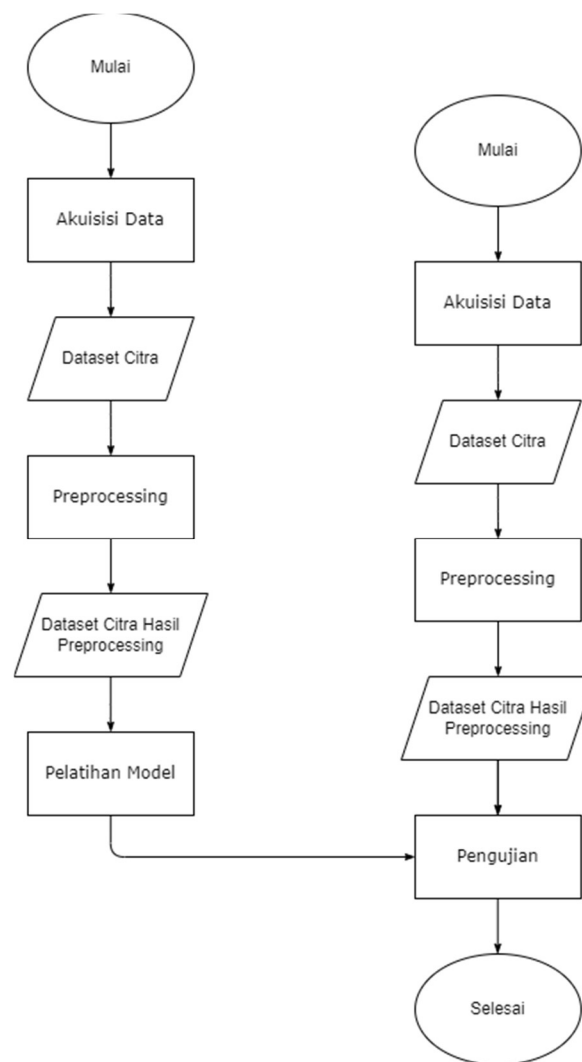 Mulai
Akuisisi Data
Dataset Citra
Preprocessing
Dataset Citra Hasil
Preprocessing
Pelatihan Model
Mulai
Akuisisi Data
Dataset Citra
Preprocessing
Dataset Citra Hasil
Preprocessing
Pengujian
Selesai